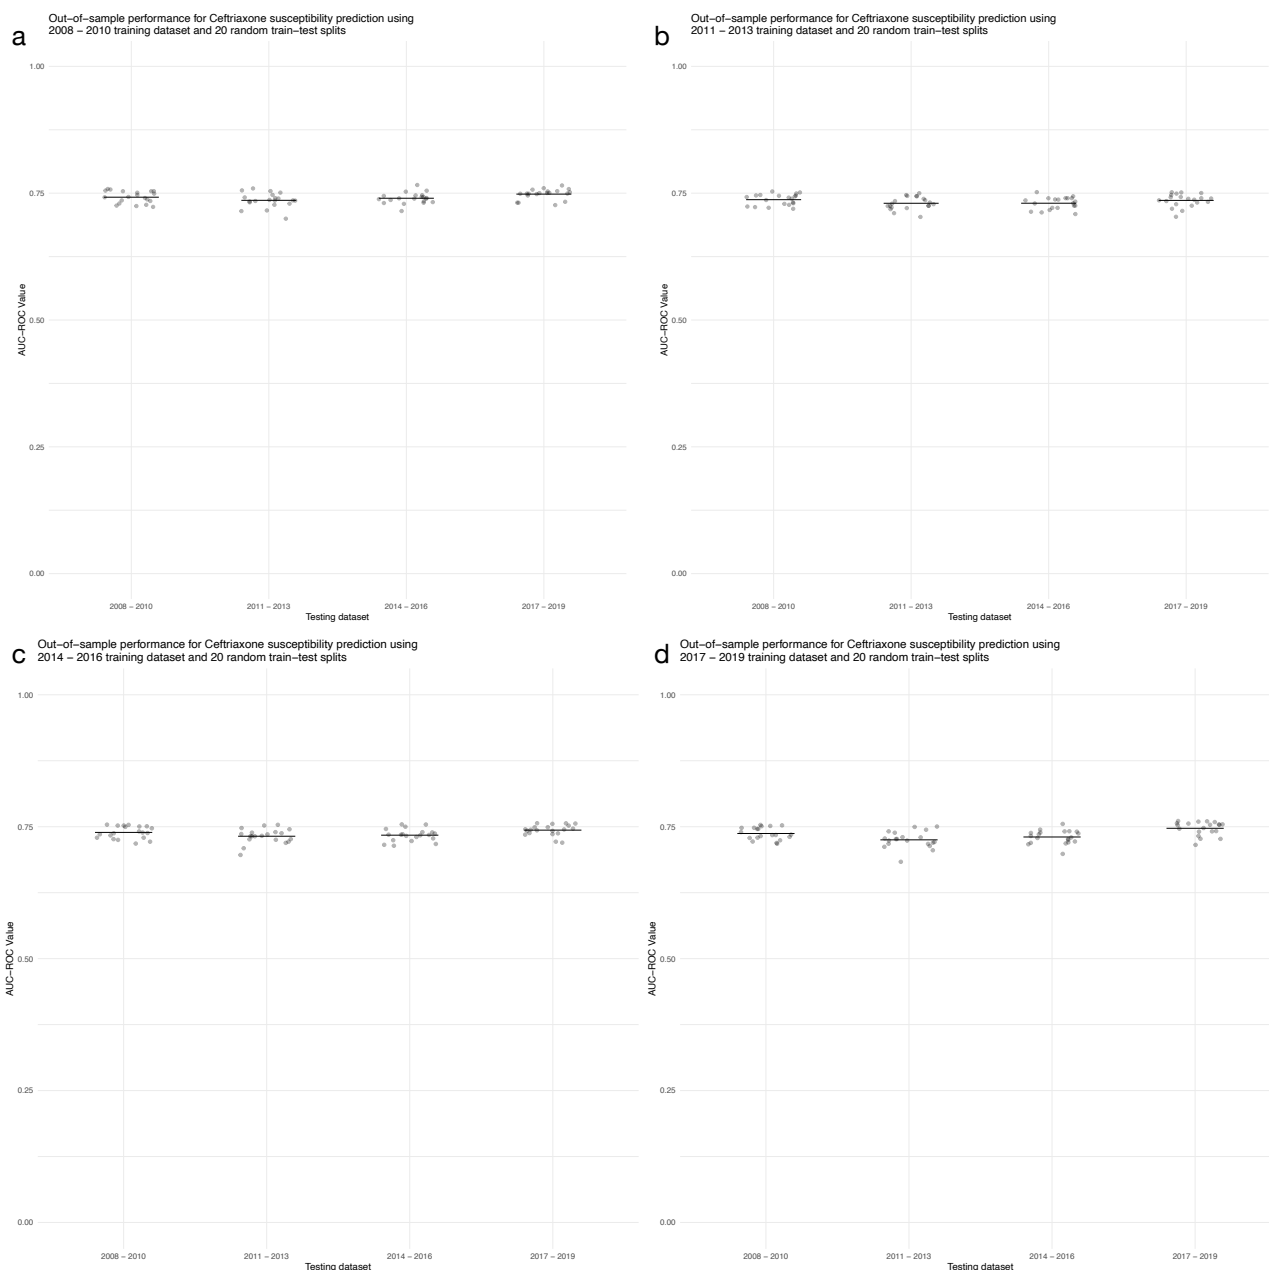 a
Out−of−sample performance for Ceftriaxone susceptibility prediction using
2008 − 2010 training dataset and 20 random train−test splits
1.00
0.75
0.50
0.25
0.00
AUC−ROC Value
2008 − 2010
2011 − 2013
2014 − 2016
2017 − 2019
Testing dataset
b
Out−of−sample performance for Ceftriaxone susceptibility prediction using
2011 − 2013 training dataset and 20 random train−test splits
1.00
0.75
0.50
0.25
0.00
AUC−ROC Value
2008 − 2010
2011 − 2013
2014 − 2016
2017 − 2019
Testing dataset
c
Out−of−sample performance for Ceftriaxone susceptibility prediction using
2014 − 2016 training dataset and 20 random train−test splits
1.00
0.75
0.50
0.25
0.00
AUC−ROC Value
2008 − 2010
2011 − 2013
2014 − 2016
2017 − 2019
Testing dataset
d
Out−of−sample performance for Ceftriaxone susceptibility prediction using
2017 − 2019 training dataset and 20 random train−test splits
1.00
0.75
0.50
0.25
0.00
AUC−ROC Value
2008 − 2010
2011 − 2013
2014 − 2016
2017 − 2019
Testing dataset